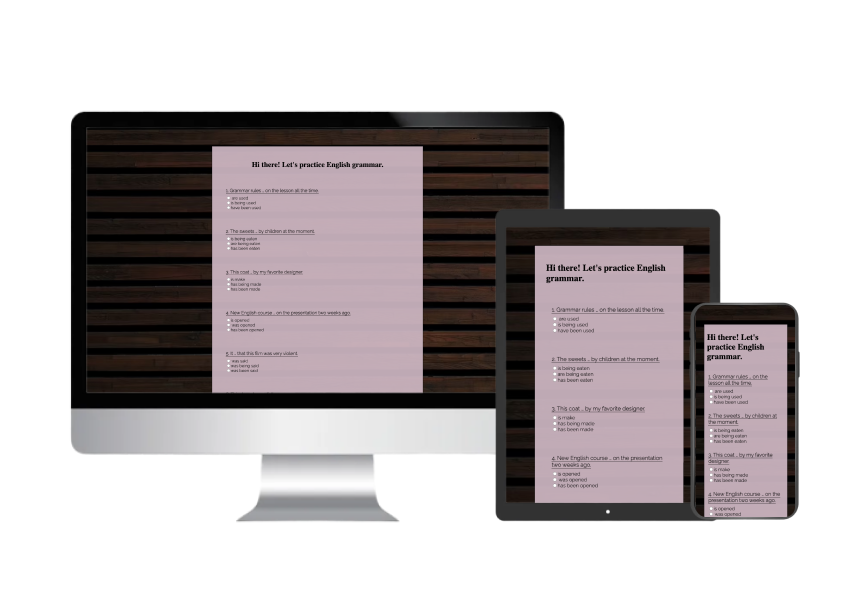 Hi there! Let's practice English grammar.
1. Grammar rules ... on the lesson all the time.
are used
is being used
have been used
2. The sweets ... by children at the moment.
is being eaten
are being eaten
has been eaten
3. This coat ... by my favorite designer.
is make
has being made
has been made
4. New English course ... on the presentation two weeks ago.
is opened
was opened
has been opened
5. It ... that this film was very violent.
was said
was being said
was been said
Hi there! Let's practice English
grammar.
1. Grammar rules ... on the lesson all the time.
are used
is being used
have been used
2. The sweets ... by children at the moment.
is being eaten
are being eaten
has been eaten
3. This coat ... by my favorite designer.
is make
has being made
has been made
4. New English course ... on the presentation
two weeks ago.
is opened
was opened
has been opened
Hi there! Let's
practice English
grammar.
1. Grammar rules ... on the
lesson all the time.
are used
is being used
have been used
2. The sweets ... by children at
the moment.
is being eaten
are being eaten
has been eaten
3. This coat ... by my favorite
designer.
is make
has being made
has been made
4. New English course ... on the
presentation two weeks ago.
is opened
was opened